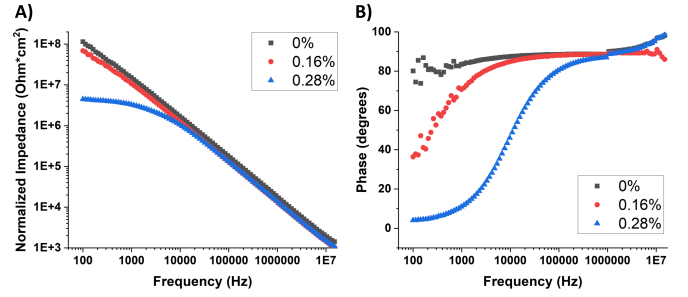 A)
Normalized Impedance (Ohm*cm²)
1E+8
1E+7
1E+6
1E+5
1E+4
1E+3
0%
0.16%
0.28%
100
1000
10000
100000
1000000
1E7
Frequency (Hz)
B)
Phase (degrees)
100
80
60
40
20
0
0%
0.16%
0.28%
100
1000
10000
100000
1000000
1E7
Frequency (Hz)